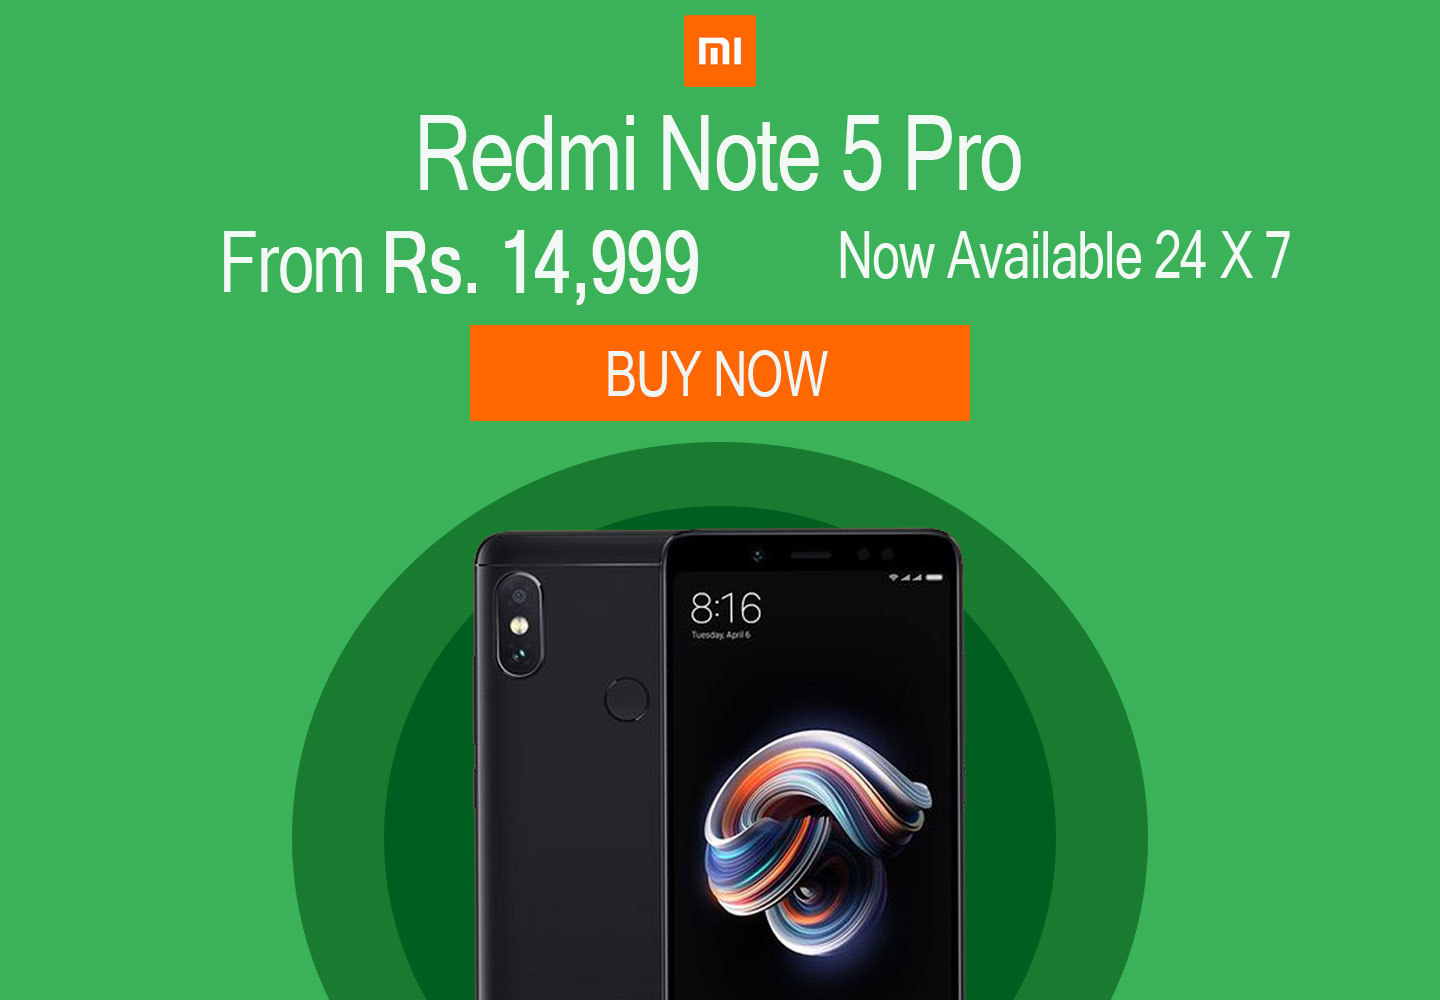 mi
Redmi Note 5 Pro
From Rs. 14,999
Now Available 24 X 7
BUY NOW
8:16
Tuesday, April 6